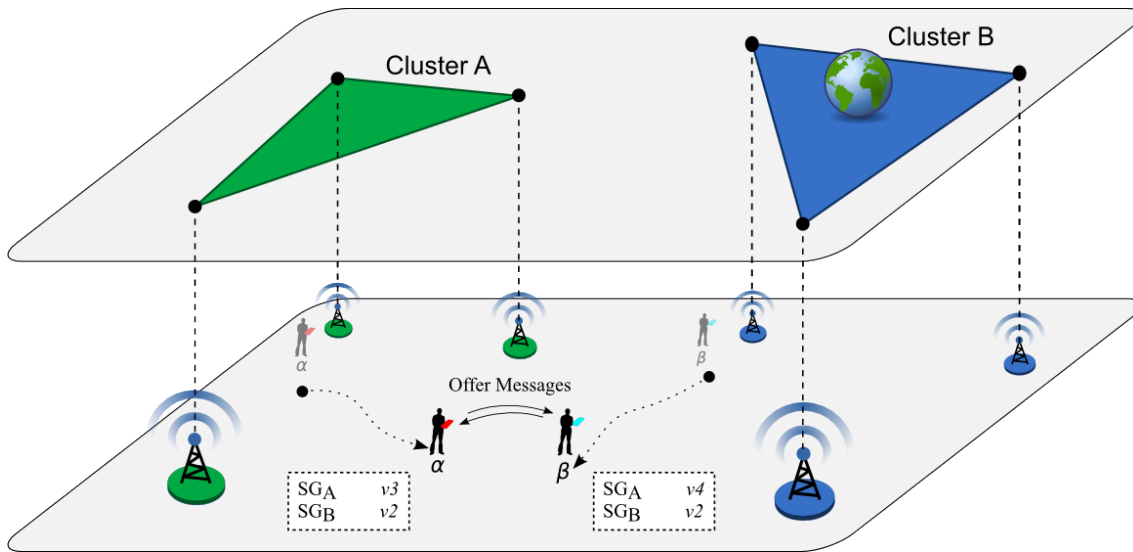 Cluster A
Cluster B
α
β
Offer Messages
α
β
SGA v3
SGB v2
SGA v4
SGB v2